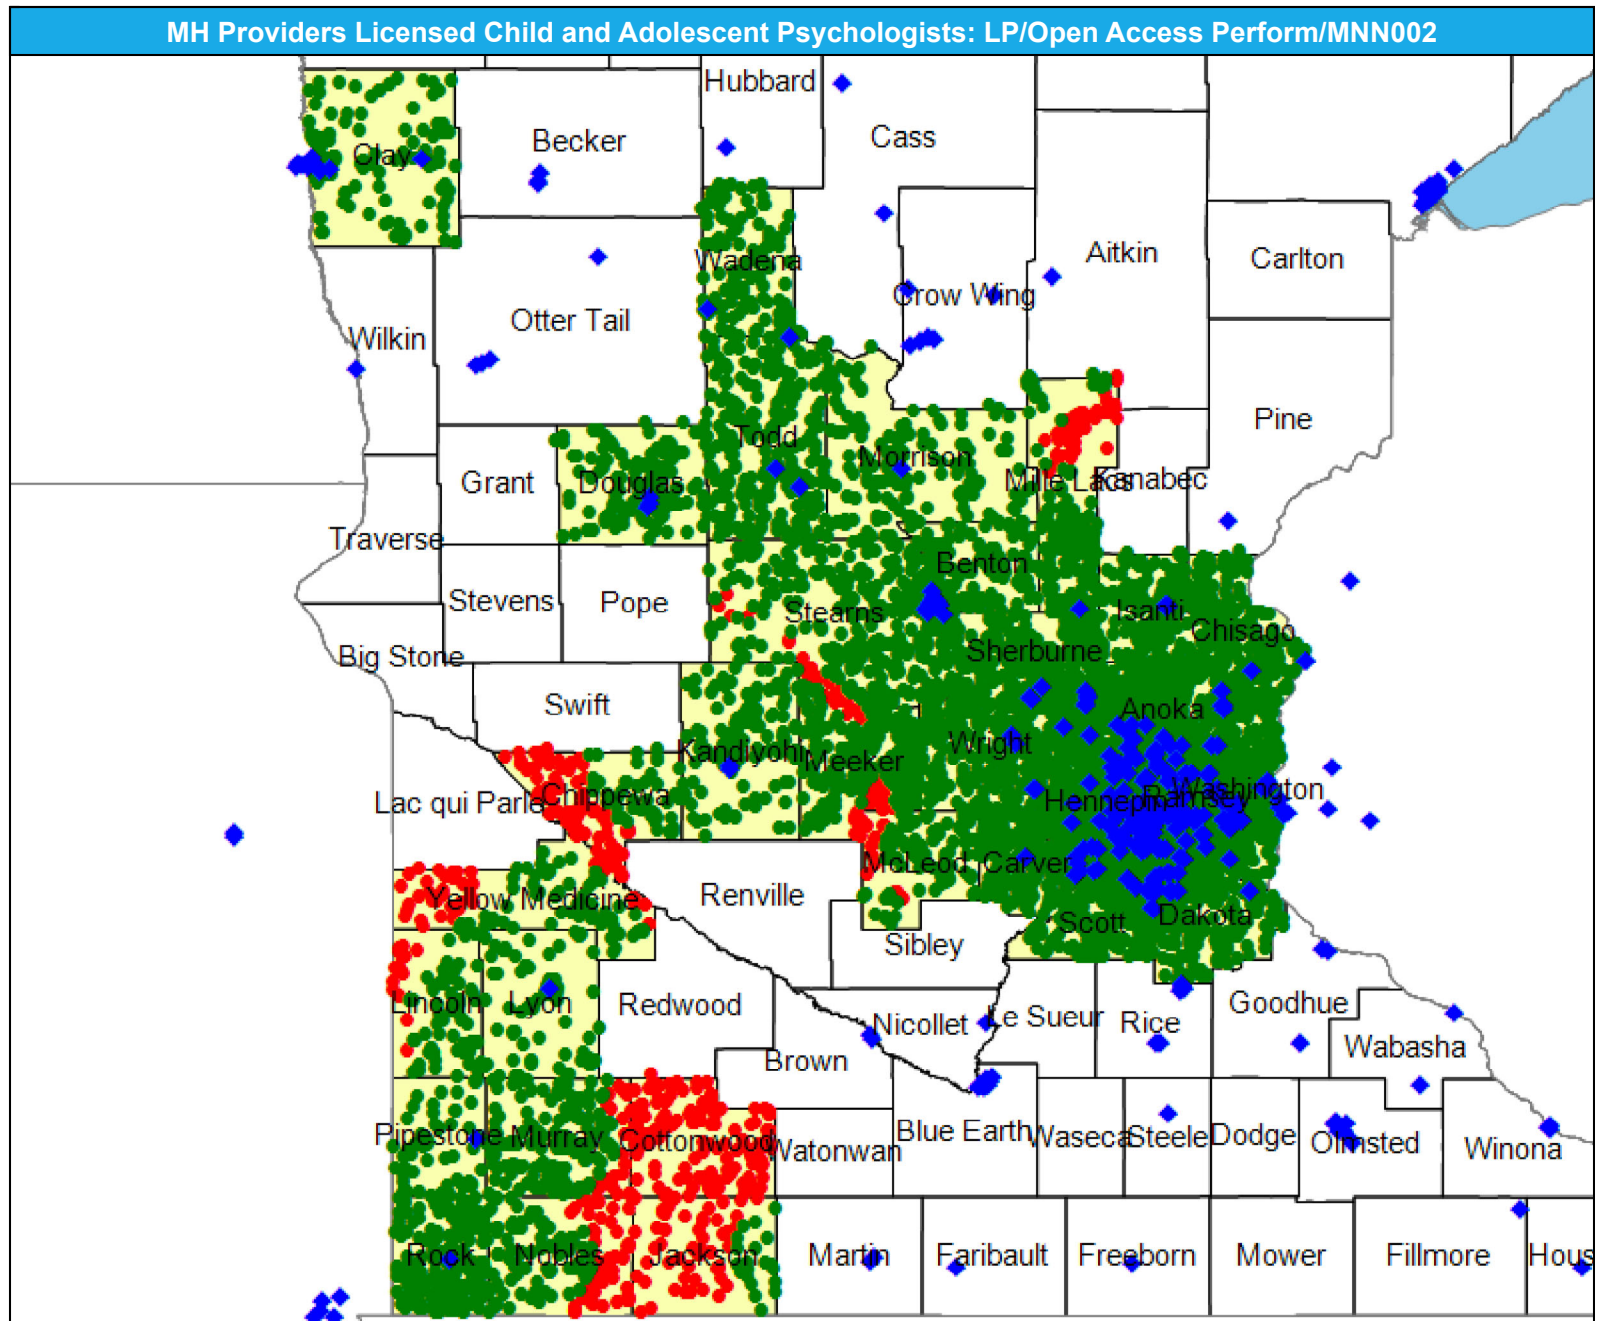 MH Providers Licensed Child and Adolescent Psychologists: LP/Open Access Perform/MNN002
Hubbard
Cass
Becker
Clay
Wadena
Aitkin
Carlton
Crow Wing
Otter Tail
Wilkin
Pine
Todd
Morrison
Mille Lacs
Kanabec
Grant
Douglas
Traverse
Benton
Stevens
Pope
Stearns
Isanti
Chisago
Big Stone
Sherburne
Swift
Anoka
Kandiyohi
Meeker
Wright
Lac qui Parle
Chippewa
Hennepin
Ramsey
Washington
McLeod
Carver
Yellow Medicine
Renville
Scott
Dakota
Sibley
Lincoln
Lyon
Redwood
Nicollet
Le Sueur
Rice
Goodhue
Brown
Wabasha
Pipestone
Murray
Cottonwood
Watonwan
Blue Earth
Waseca
Steele
Dodge
Olmsted
Winona
Rock
Nobles
Jackson
Martin
Faribault
Freeborn
Mower
Fillmore
Hous